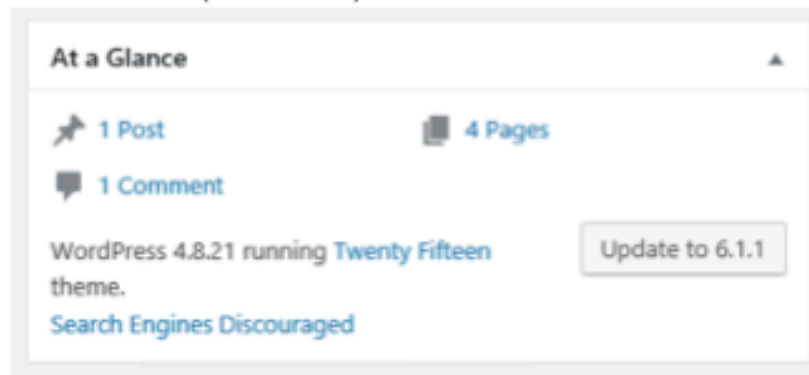 At a Glance
1 Post
4 Pages
1 Comment
WordPress 4.8.21 running Twenty Fifteen
theme.
Update to 6.1.1
Search Engines Discouraged